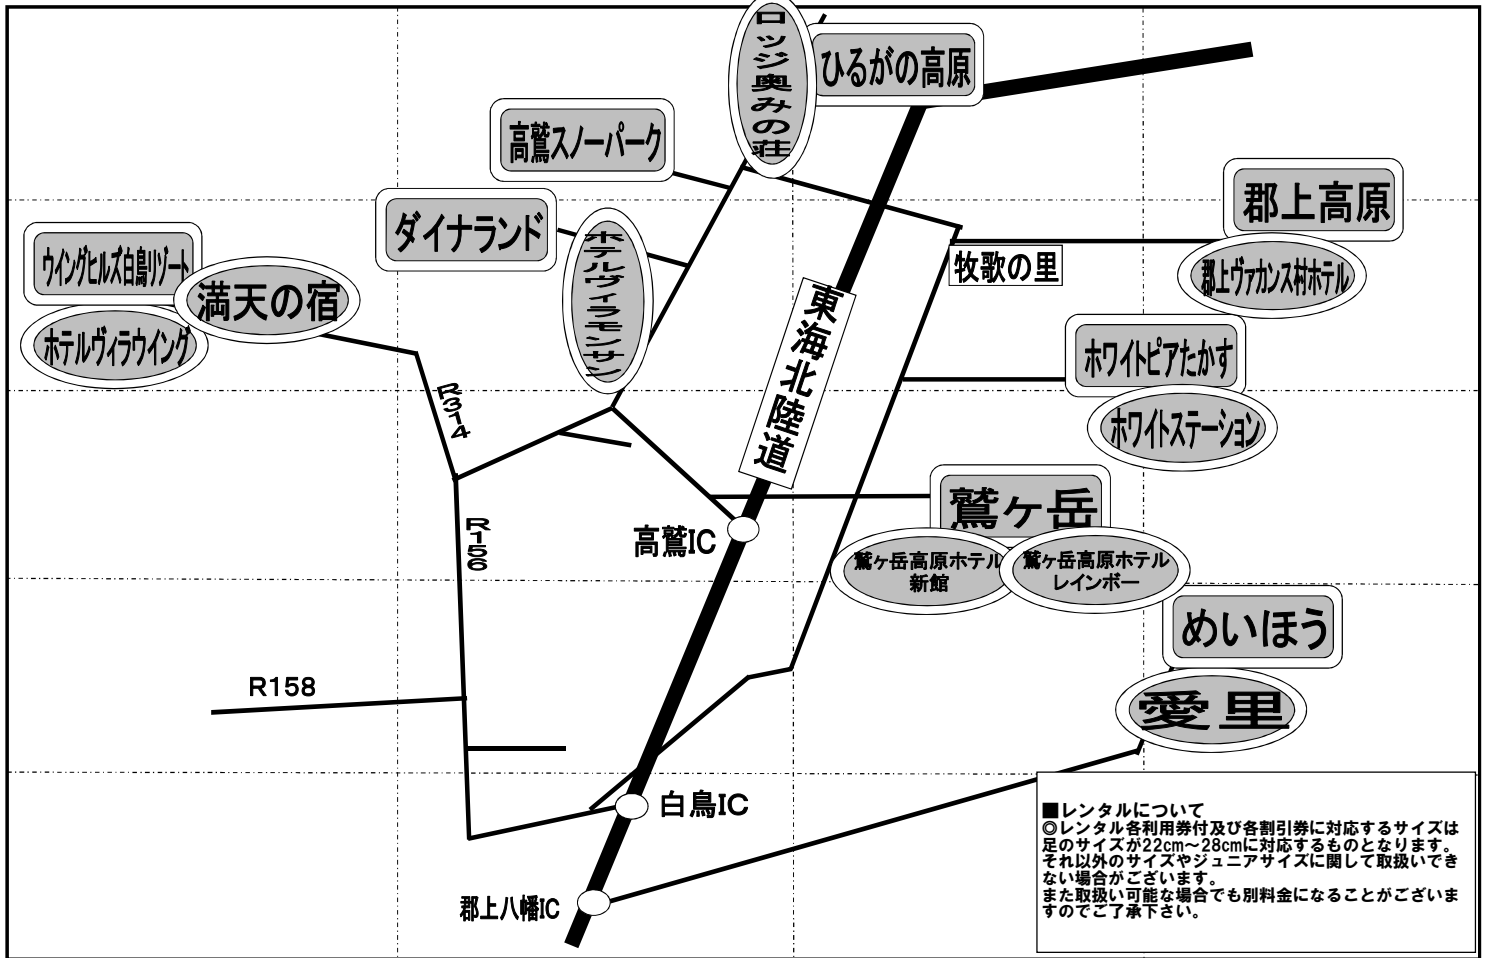 ロッジ奥みの荘
ひるがの高原
高鷲スノーパーク
ダイナランド
郡上高原
ウイングヒルズ白鳥リゾート
満天の宿
ホテルヴィラウイング
ホテルヴィラモンサン
牧歌の里
郡上ヴァカンス村ホテル
東海北陸道
ホワイトピアたかす
ホワイトステーション
R314
鷲ヶ岳
R156
高鷲IC
鷲ヶ岳高原ホテル
新館
鷲ヶ岳高原ホテル
レインボー
めいほう
R158
愛里
白鳥IC
郡上八幡IC
■レンタルについて
◎レンタル各利用券付及び各割引券に対応するサイズは
足のサイズが22cm～28cmに対応するものとなります。
それ以外のサイズやジュニアサイズに関して取扱いでき
ない場合がございます。
また取扱い可能な場合でも別料金になることがございま
すのでご了承下さい。